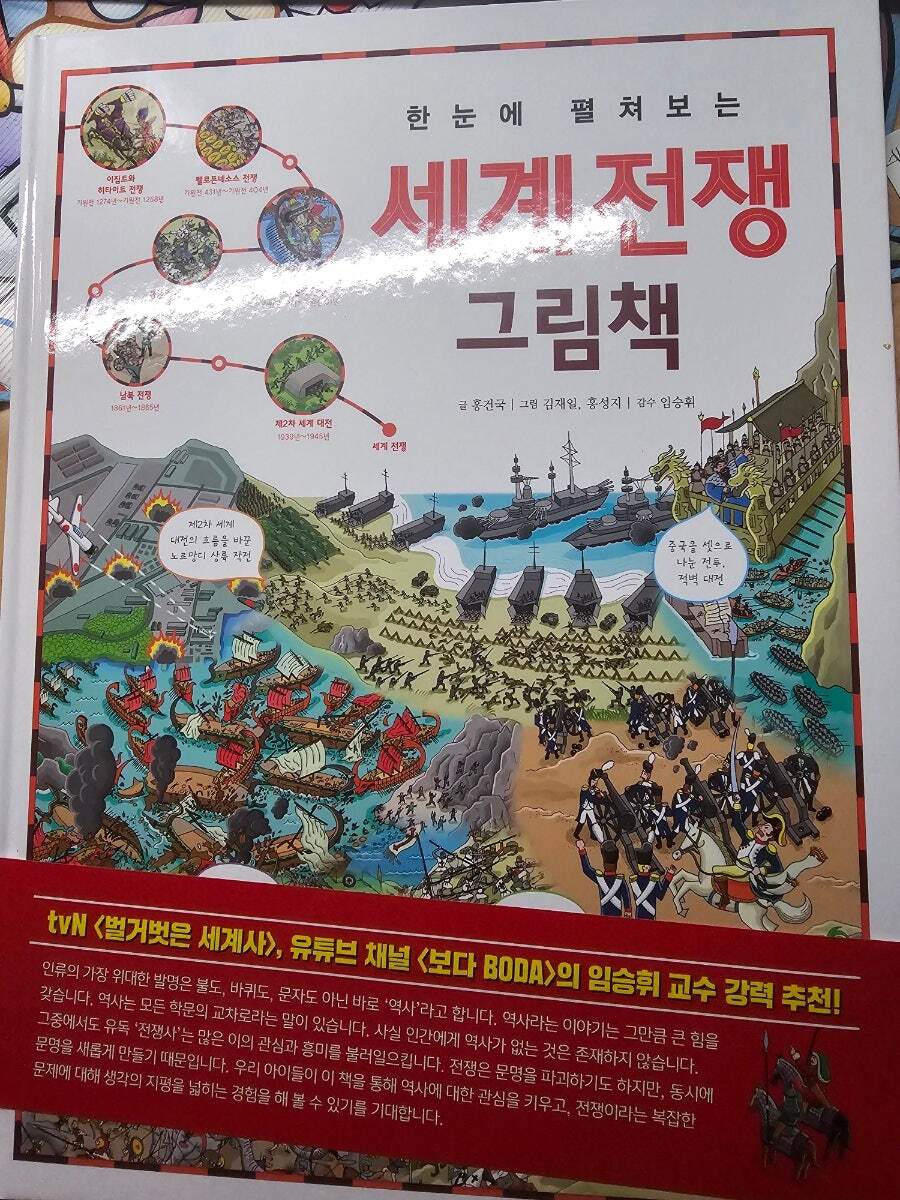 한눈에 펼쳐보는
세계 전쟁
그림책
글 홍건국 | 그림 김재일, 홍성지 | 감수 임승휘
이집트와
히타이트 전쟁
기원전 1274년~기원전 1258년
펠로폰네소스 전쟁
기원전 431년~기원전 404년
남북 전쟁
1861년~1865년
제2차 세계 대전
1939년~1945년
세계 전쟁
제2차 세계
대전의 흐름을 바꾼
노르망디 상륙 작전
중국을 셋으로
나눈 전투,
적벽 대전
tvN <벌거벗은 세계사>, 유튜브 채널 <보다 BODA>의 임승휘 교수 강력 추천!
인류의 가장 위대한 발명은 불도, 바퀴도, 문자도 아닌 바로 '역사'라고 합니다. 역사라는 이야기는 그만큼 큰 힘을
갖습니다. 역사는 모든 학문의 교차로라는 말이 있습니다. 사실 인간에게 역사가 없는 것은 존재하지 않습니다.
그중에서도 유독 '전쟁사'는 많은 이의 관심과 흥미를 불러일으킵니다. 전쟁은 문명을 파괴하기도 하지만, 동시에
문명을 새롭게 만들기 때문입니다. 우리 아이들이 이 책을 통해 역사에 대한 관심을 키우고, 전쟁이라는 복잡한
문제에 대해 생각의 지평을 넓히는 경험을 해 볼 수 있기를 기대합니다.